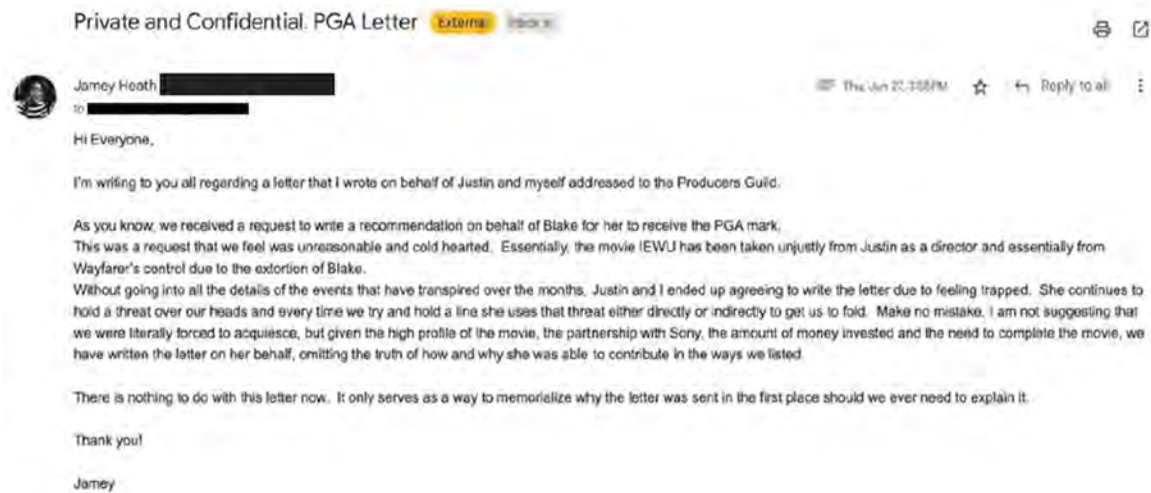 Private and Confidential. PGA Letter External
Jamey Heath
to
Reply to all
Hi Everyone,
I'm writing to you all regarding a letter that I wrote on behalf of Justin and myself addressed to the Producers Guild.
As you know, we received a request to write a recommendation on behalf of Blake for her to receive the PGA mark.
This was a request that we feel was unreasonable and cold hearted. Essentially, the movie IEWU has been taken unjustly from Justin as a director and essentially from
Wayfarer's control due to the extortion of Blake.
Without going into all the details of the events that have transpired over the months, Justin and I ended up agreeing to write the letter due to feeling trapped. She continues to
hold a threat over our heads and every time we try and hold a line she uses that threat either directly or indirectly to get us to fold. Make no mistake, I am not suggesting that
we were literally forced to acquiesce, but given the high profile of the movie, the partnership with Sony, the amount of money invested and the need to complete the movie, we
have written the letter on her behalf, omitting the truth of how and why she was able to contribute in the ways we listed.
There is nothing to do with this letter now. It only serves as a way to memorialize why the letter was sent in the first place should we ever need to explain it.
Thank you!
Jamey